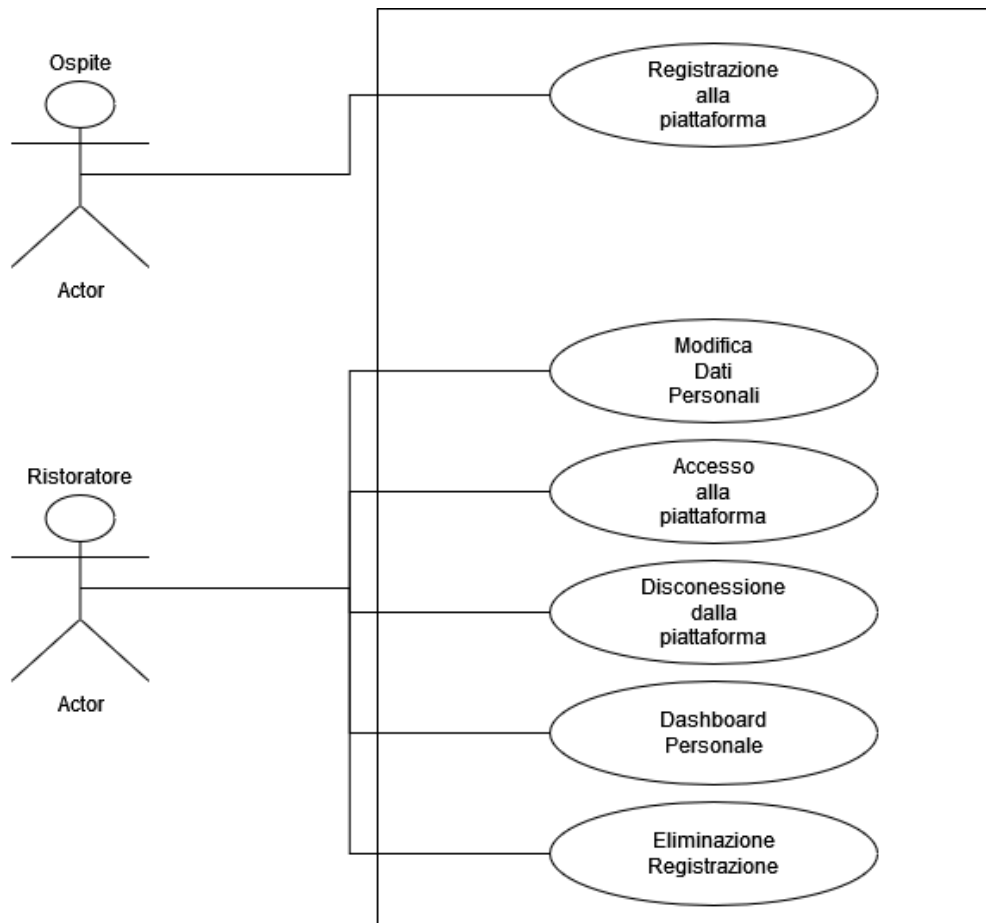 Ospite
Registrazione
alla
piattaforma
Actor
Modifica
Dati
Personali
Ristoratore
Accesso
alla
piattaforma
Disconessione
dalla
piattaforma
Actor
Dashboard
Personale
Eliminazione
Registrazione